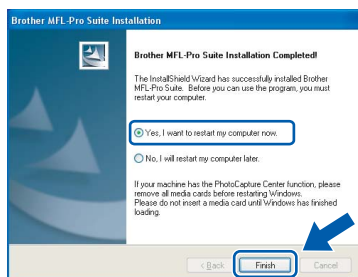 Brother MFL-Pro Suite Installation
Brother MFL-Pro Suite Installation Completed!
The InstallShield Wizard has successfully installed Brother
MFL-Pro Suite. Before you can use the program, you must
restart your computer.
Yes, I want to restart my computer now.
No, I will restart my computer later.
If your machine has the PhotoCapture Center function, please
remove all media cards before restarting Windows.
Please do not insert a media card until Windows has finished
loading.
< Back
Finish
Cancel